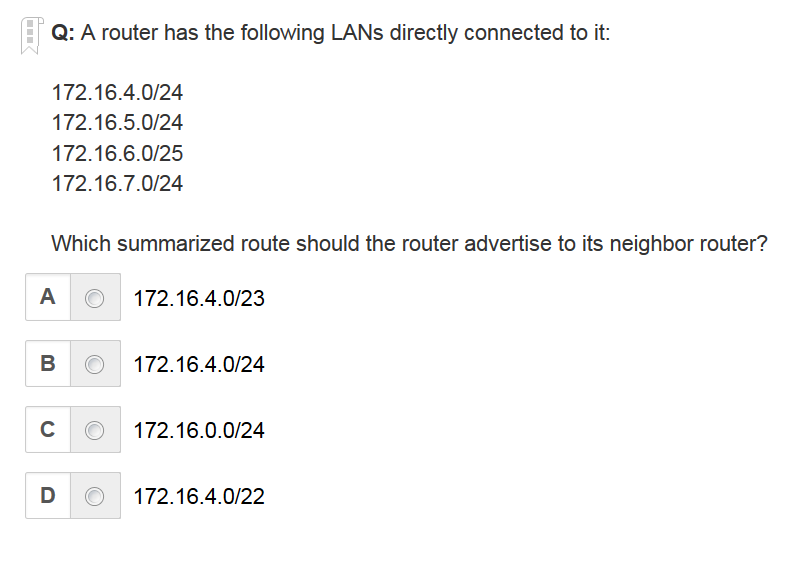 Q: A router has the following LANs directly connected to it:
172.16.4.0/24
172.16.5.0/24
172.16.6.0/25
172.16.7.0/24
Which summarized route should the router advertise to its neighbor router?
A 172.16.4.0/23
B 172.16.4.0/24
C 172.16.0.0/24
D 172.16.4.0/22